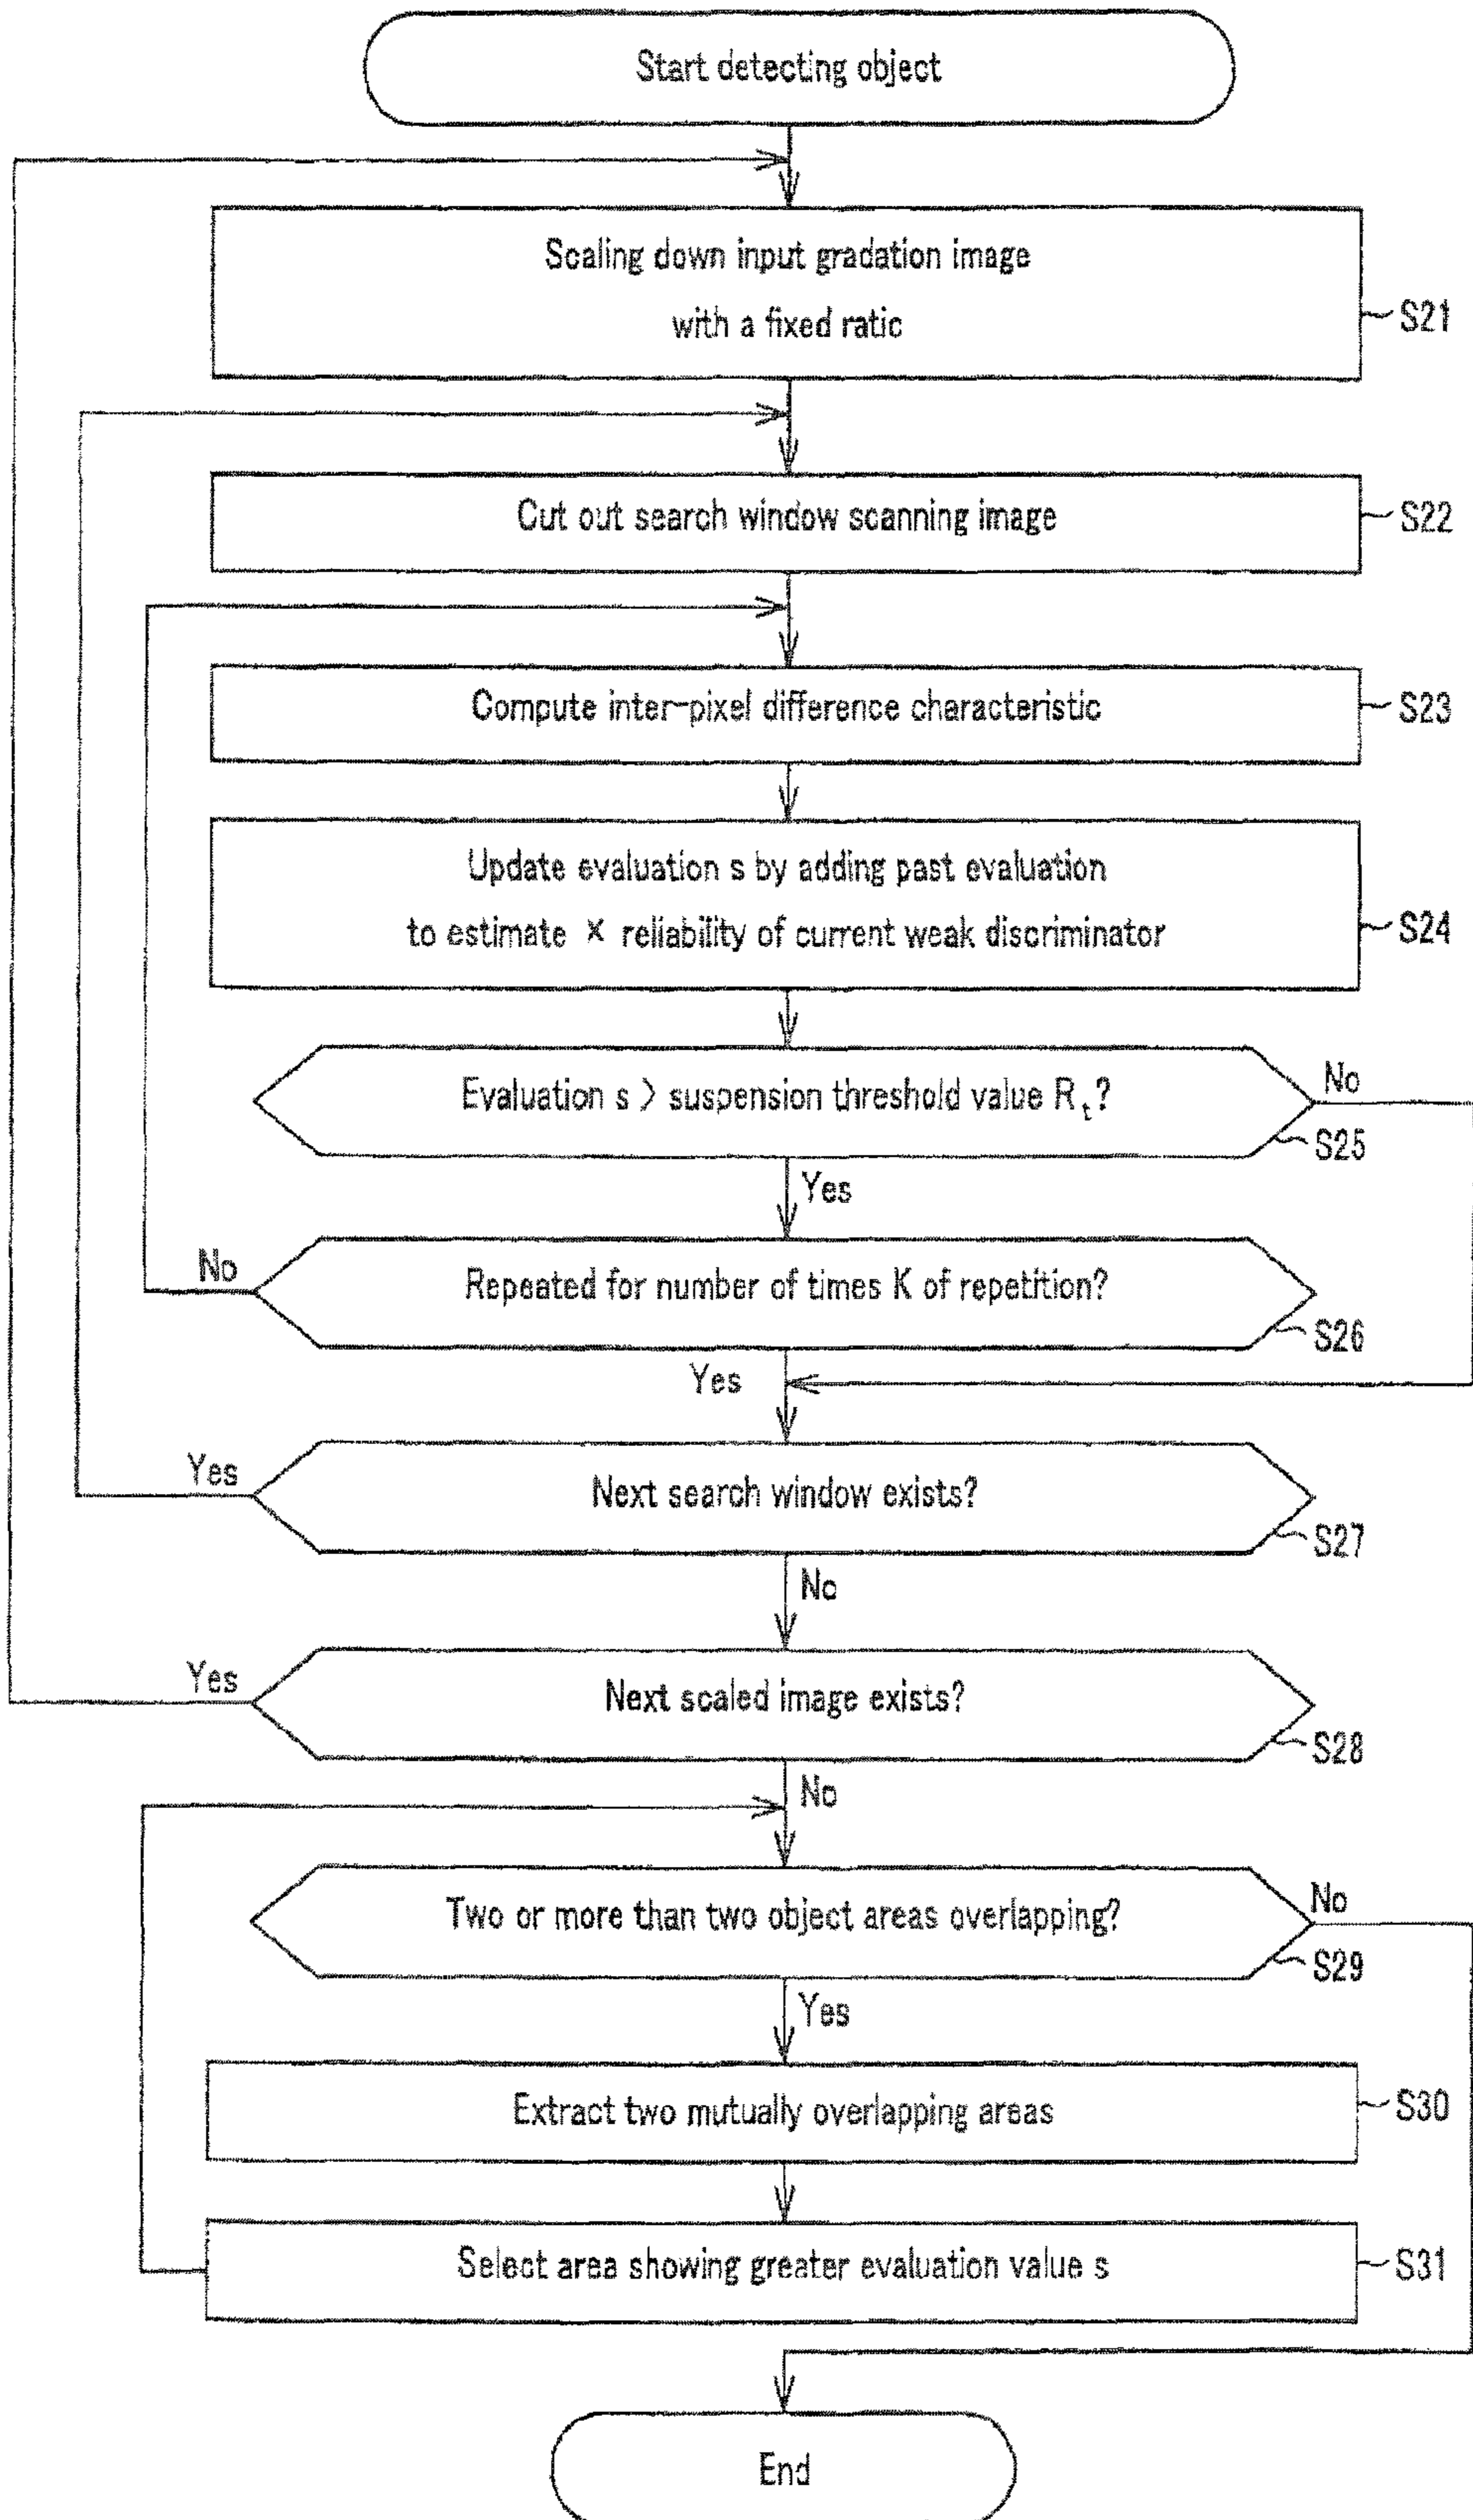 Start detecting object
Scaling down input gradation image
with a fixed ratic
S21
Cut out search window scanning image
S22
Compute inter-pixel difference characteristic
S23
Update evaluation s by adding past evaluation
to estimate × reliability of current weak discriminator
S24
Evaluation s > suspension threshold value Rt?
No
S25
Yes
No
Repeated for number of times K of repetition?
S26
Yes
Yes
Next search window exists?
S27
No
Yes
Next scaled image exists?
S28
No
Two or more than two object areas overlapping?
No
S29
Yes
Extract two mutually overlapping areas
S30
Select area showing greater evaluation value s
S31
End